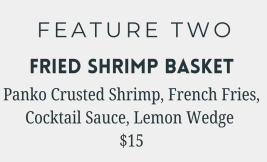 FEATURE TWO
FRIED SHRIMP BASKET
Panko Crusted Shrimp, French Fries,
Cocktail Sauce, Lemon Wedge
$15